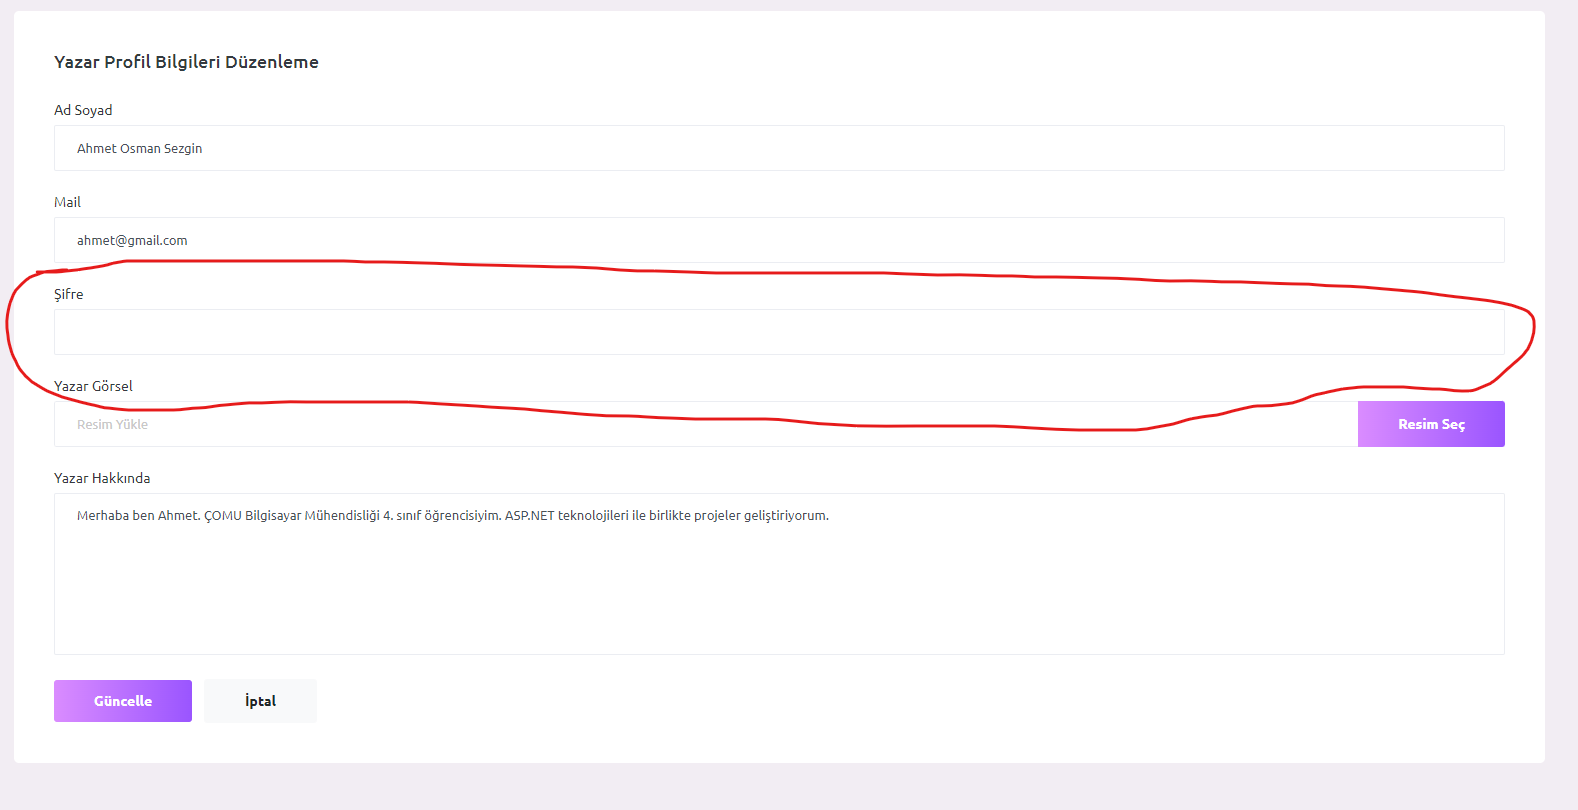 Yazar Profil Bilgileri Düzenleme
Ad Soyad
Ahmet Osman Sezgin
Mail
ahmet@gmail.com
Şifre
Yazar Görsel
Resim Yükle
Resim Seç
Yazar Hakkında
Merhaba ben Ahmet. ÇOMU Bilgisayar Mühendisliği 4. sınıf öğrencisiyim. ASP.NET teknolojileri ile birlikte projeler geliştiriyorum.
Güncelle
İptal